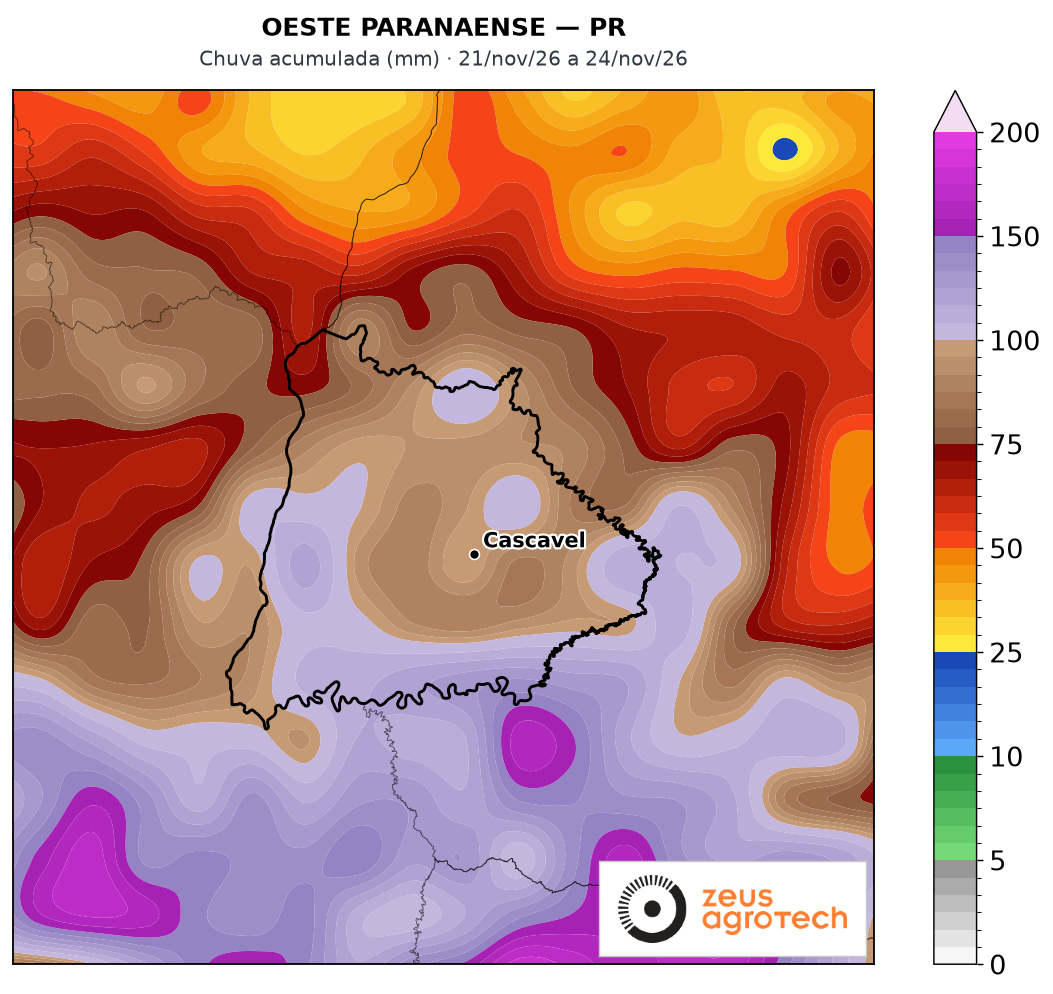 OESTE PARANAENSE — PR
Chuva acumulada (mm) · 21/nov/26 a 24/nov/26
200
150
100
75
50
25
10
5
0
Cascavel
zeus
agrotech